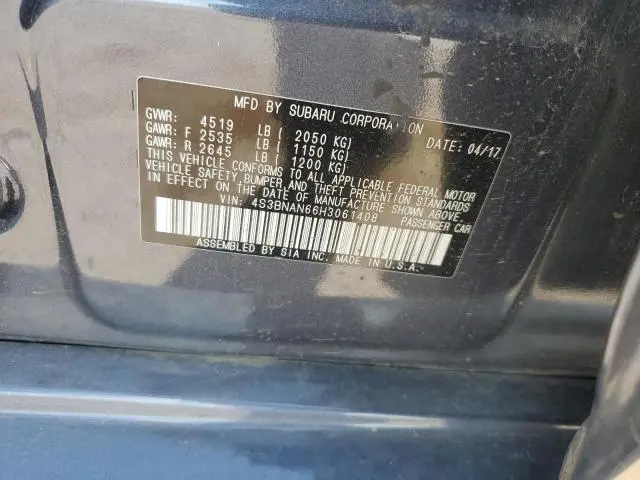 MFD BY SUBARU CORPORATION
DATE: 04/17
GVWR: 4519 LB ( 2050 KG)
GAWR: F 2535 LB ( 1150 KG)
GAWR: R 2645 LB ( 1200 KG)
THIS VEHICLE CONFORMS TO ALL APPLICABLE FEDERAL MOTOR
VEHICLE SAFETY, BUMPER, AND THEFT PREVENTION STANDARDS
IN EFFECT ON THE DATE OF MANUFACTURE SHOWN ABOVE.
VIN: 4S3BNAN66H3061408 PASSENGER CAR
ASSEMBLED BY SIA INC. MADE IN U.S.A.